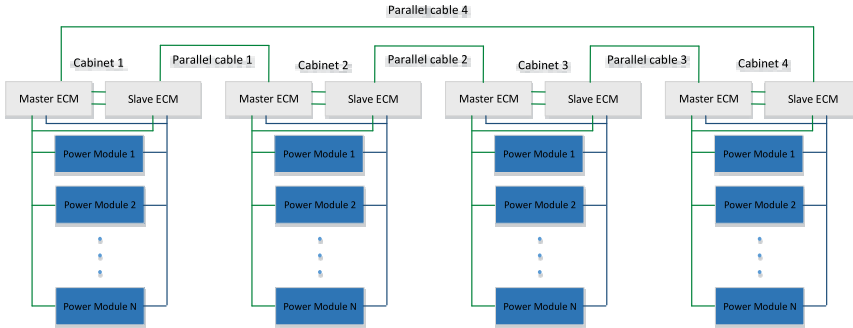 Parallel cable 4
Cabinet 1
Parallel cable 1
Cabinet 2
Parallel cable 2
Cabinet 3
Parallel cable 3
Cabinet 4
Master ECM
Slave ECM
Master ECM
Slave ECM
Master ECM
Slave ECM
Master ECM
Slave ECM
Power Module 1
Power Module 1
Power Module 1
Power Module 1
Power Module 2
Power Module 2
Power Module 2
Power Module 2
Power Module N
Power Module N
Power Module N
Power Module N